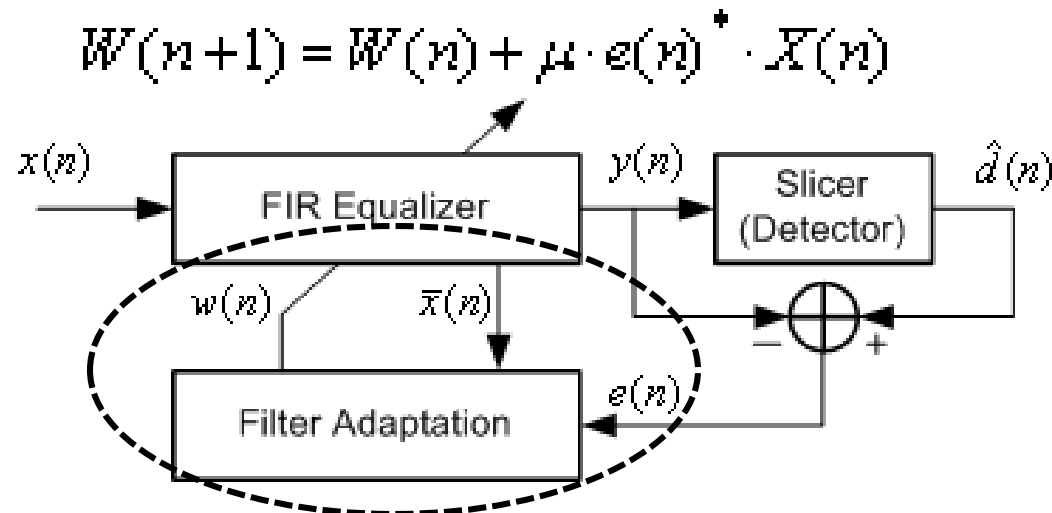 W̅(n+1) = W̅(n) + μ · e(n)* · X̅(n)
x(n)
FIR Equalizer
y(n)
Slicer
(Detector)
d̂(n)
w(n)
x̅(n)
− +
Filter Adaptation
e(n)